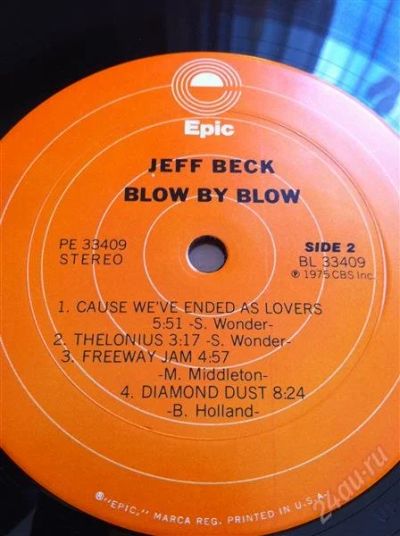 Epic
JEFF BECK
BLOW BY BLOW
PE 33409
STEREO
SIDE 2
BL 33409
℗ 1975 CBS Inc.
1. CAUSE WE'VE ENDED AS LOVERS
5:51 -S. Wonder-
2. THELONIUS 3:17 -S. Wonder-
3. FREEWAY JAM 4:57
-M. Middleton-
4. DIAMOND DUST 8:24
-B. Holland-
®"EPIC," MARCA REG. PRINTED IN U.S.A.
24au.ru